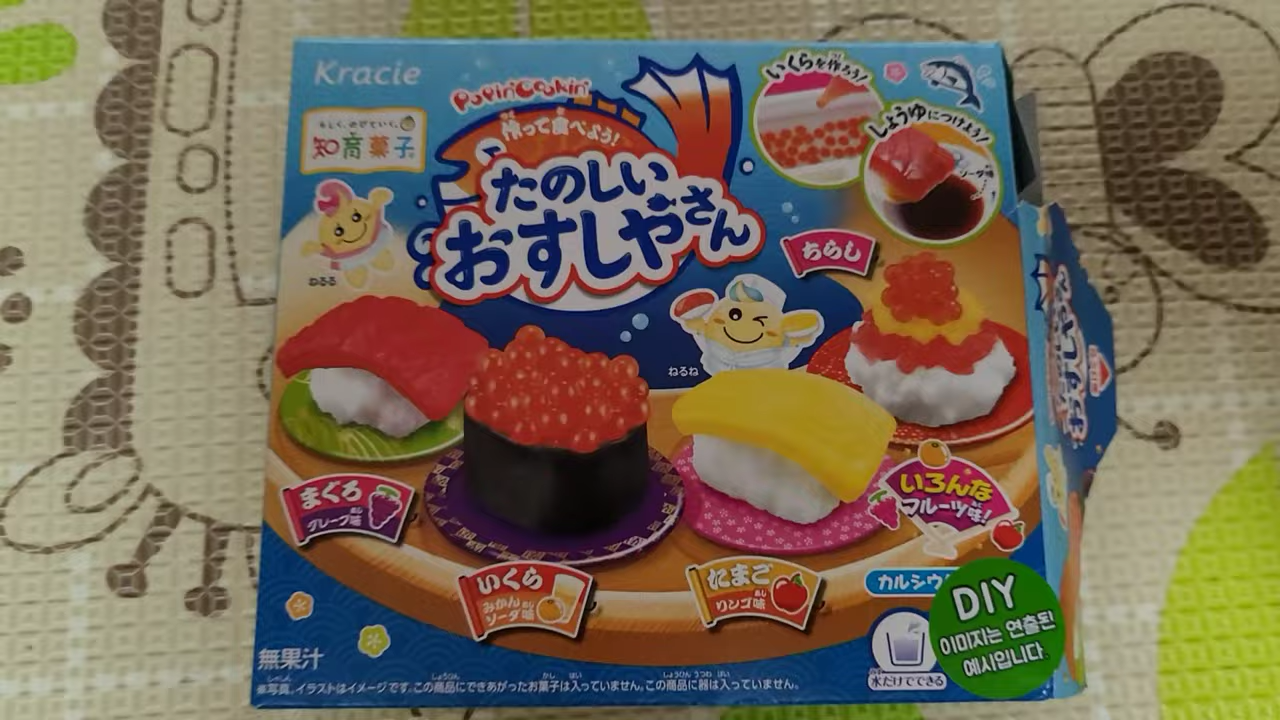 Kracie
Popin'Cookin'
知育菓子
作って食べよう!
たのしい
おすしやさん
いくらを作ろう!
しょうゆにつけよう!
ねるる
ちらし
ねるね
まぐろ
グレープ味
いくら
みかん
ソーダ味
たまご
リンゴ味
いろんな
フルーツ味!
カルシウ
DIY
이미지는 연출된
예시입니다.
水だけでできる
無果汁
※写真、イラストはイメージです。この商品にできあがったお菓子は入っていません。この商品に器は入っていません。
おすしやさん